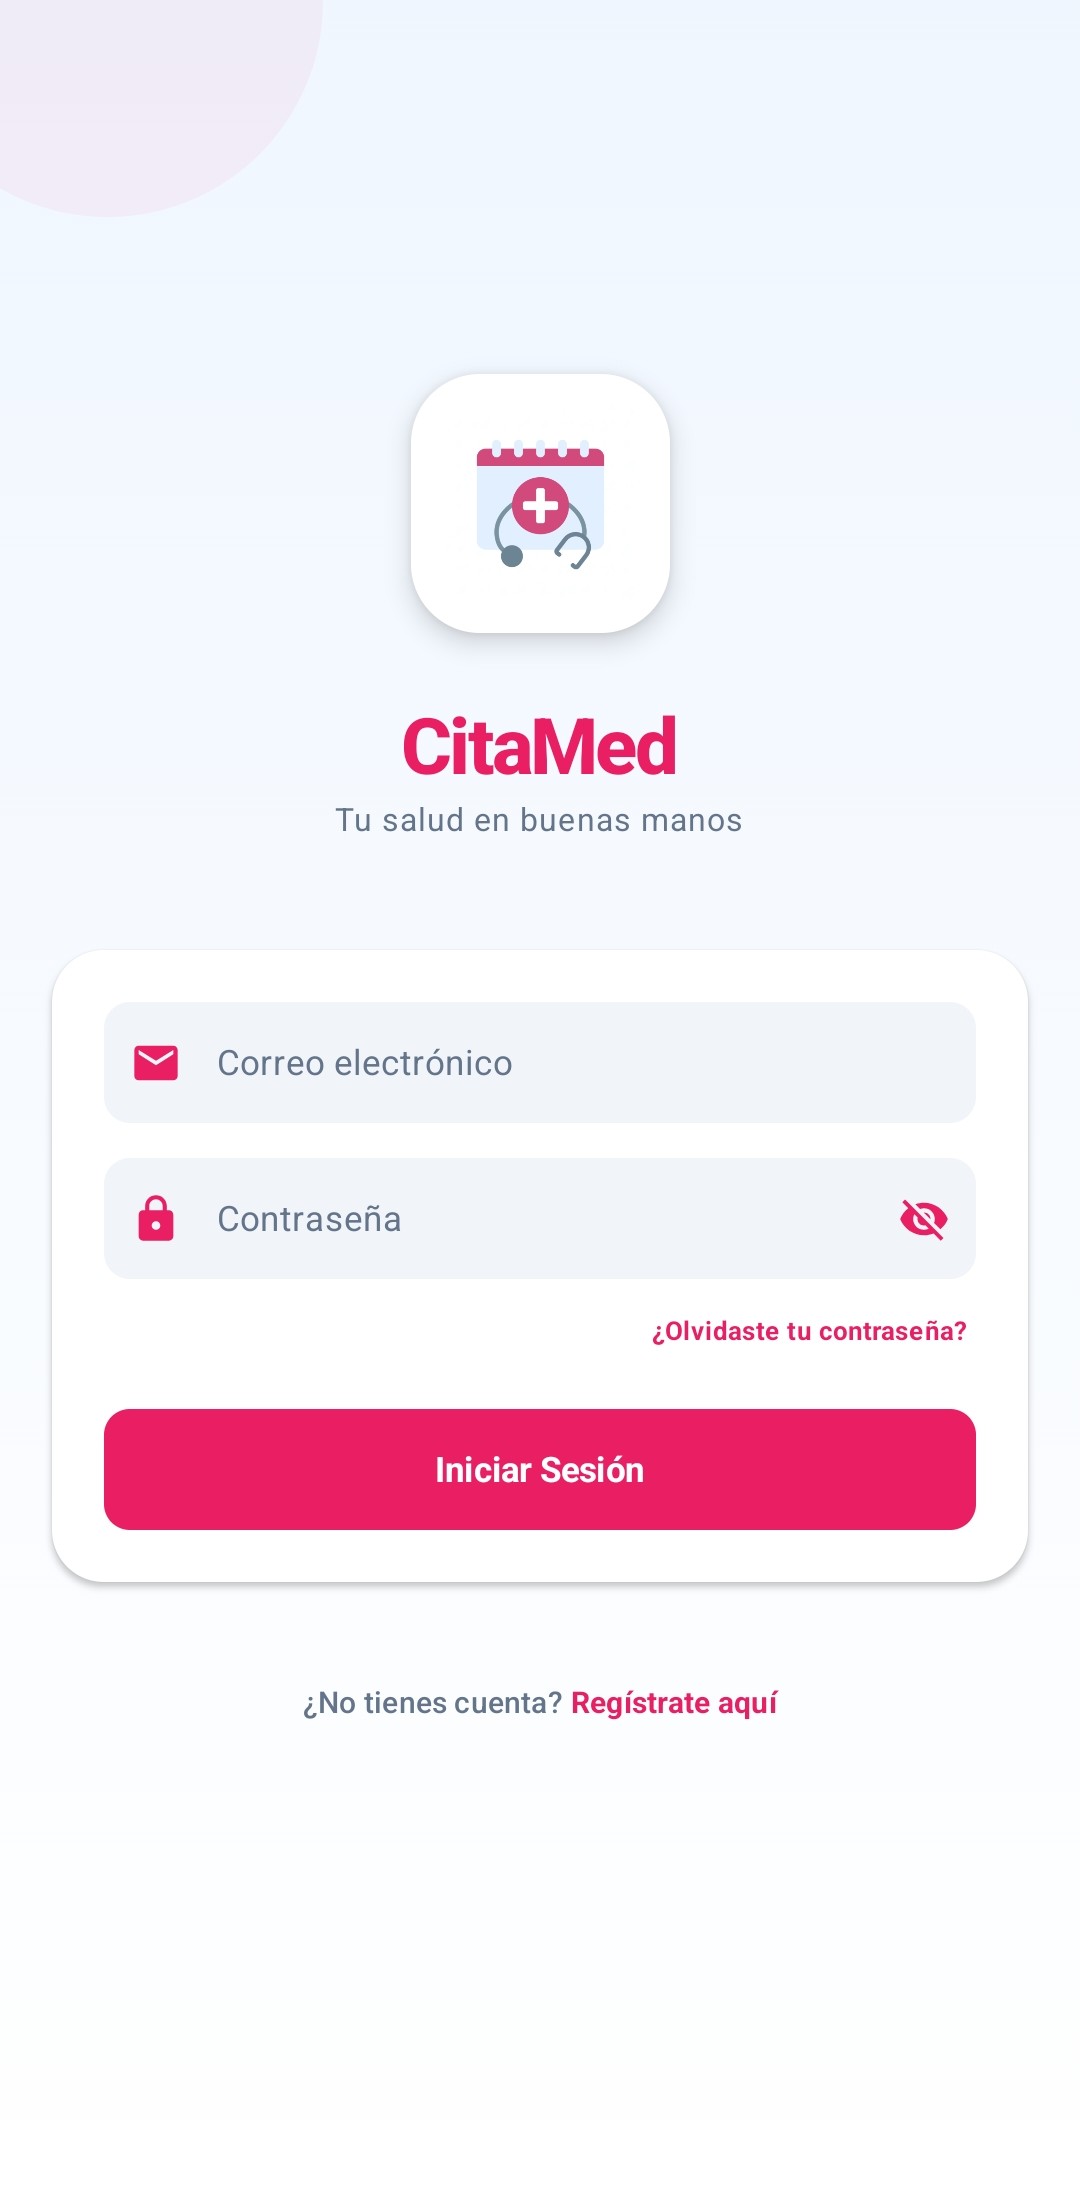 CitaMed
Tu salud en buenas manos
Correo electrónico
Contraseña
¿Olvidaste tu contraseña?
Iniciar Sesión
¿No tienes cuenta? Regístrate aquí